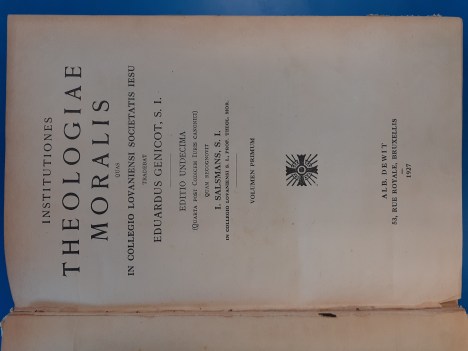 INSTITUTIONES
THEOLOGIAE
MORALIS
QUAS
IN COLLEGIO LOVANIENSI SOCIETATIS IESU
TRADEBAT
EDUARDUS GENICOT, S. I.
EDITIO UNDECIMA
(QUARTA POST CODICEM IURIS CANONICI)
QUAM RECOGNOVIT
I. SALSMANS, S. I.
IN COLLEGIO LOVANIENSI S. I. PROF. THEOL. MOR.
VOLUMEN PRIMUM
ALB. DEWIT
53, RUE ROYALE, BRUXELLIS
1927